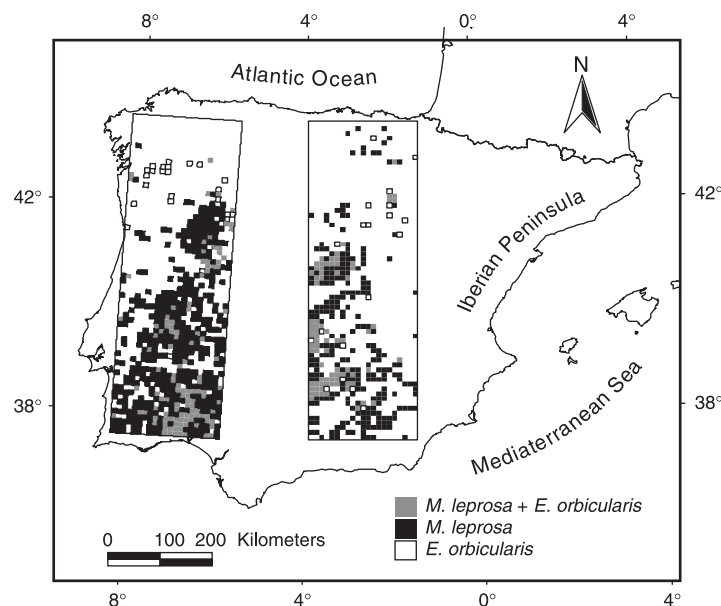 8° 4° 0° 4°
Atlantic Ocean
N
42° 42°
Iberian Peninsula
38° 38°
Mediaterranean Sea
M. leprosa + E. orbicularis
M. leprosa
E. orbicularis
0 100 200 Kilometers
8° 4° 0° 4°